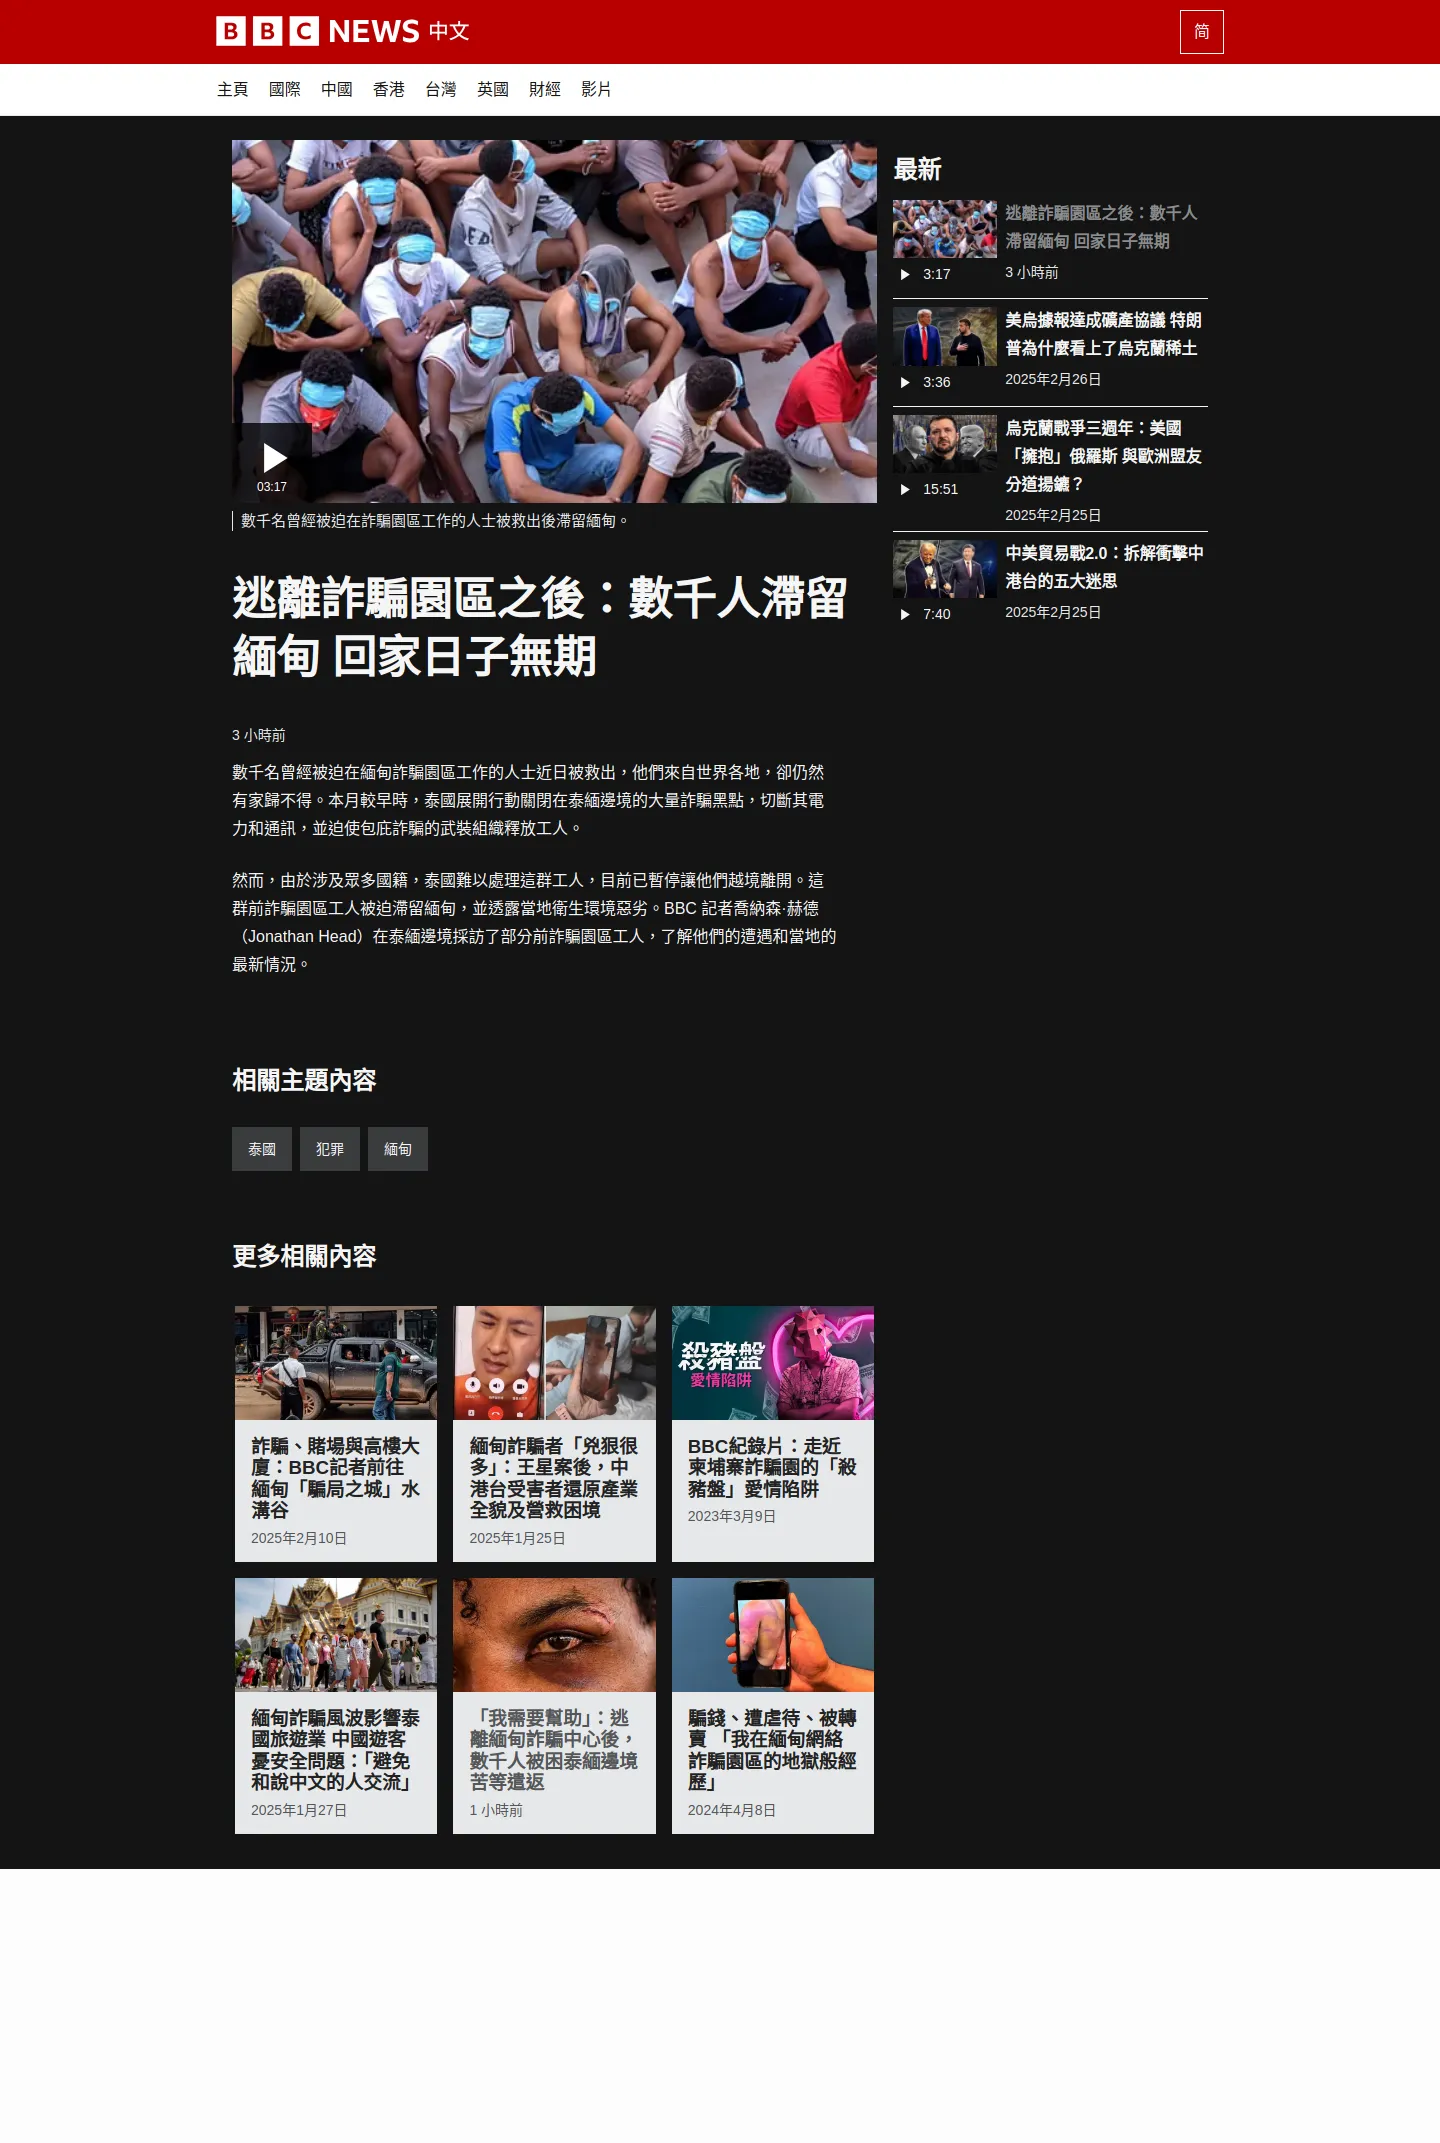 BBC NEWS 中文
简
主頁 國際 中國 香港 台灣 英國 財經 影片
03:17
數千名曾經被迫在詐騙園區工作的人士被救出後滯留緬甸。
逃離詐騙園區之後：數千人滯留
緬甸 回家日子無期
3 小時前
數千名曾經被迫在緬甸詐騙園區工作的人士近日被救出，他們來自世界各地，卻仍然
有家歸不得。本月較早時，泰國展開行動關閉在泰緬邊境的大量詐騙黑點，切斷其電
力和通訊，並迫使包庇詐騙的武裝組織釋放工人。
然而，由於涉及眾多國籍，泰國難以處理這群工人，目前已暫停讓他們越境離開。這
群前詐騙園區工人被迫滯留緬甸，並透露當地衛生環境惡劣。BBC 記者喬納森·赫德
（Jonathan Head）在泰緬邊境採訪了部分前詐騙園區工人，了解他們的遭遇和當地的
最新情況。
最新
逃離詐騙園區之後：數千人
滯留緬甸 回家日子無期
3:17
3 小時前
美烏據報達成礦產協議 特朗
普為什麼看上了烏克蘭稀土
3:36
2025年2月26日
烏克蘭戰爭三週年：美國
「擁抱」俄羅斯 與歐洲盟友
分道揚鑣？
15:51
2025年2月25日
中美貿易戰2.0：拆解衝擊中
港台的五大迷思
7:40
2025年2月25日
相關主題內容
泰國 犯罪 緬甸
更多相關內容
詐騙、賭場與高樓大
廈：BBC記者前往
緬甸「騙局之城」水
溝谷
2025年2月10日
緬甸詐騙者「兇狠很
多」：王星案後，中
港台受害者還原產業
全貌及營救困境
2025年1月25日
殺豬盤
愛情陷阱
BBC紀錄片：走近
柬埔寨詐騙園的「殺
豬盤」愛情陷阱
2023年3月9日
緬甸詐騙風波影響泰
國旅遊業 中國遊客
憂安全問題：「避免
和說中文的人交流」
2025年1月27日
「我需要幫助」：逃
離緬甸詐騙中心後，
數千人被困泰緬邊境
苦等遣返
1 小時前
騙錢、遭虐待、被轉
賣 「我在緬甸網絡
詐騙園區的地獄般經
歷」
2024年4月8日